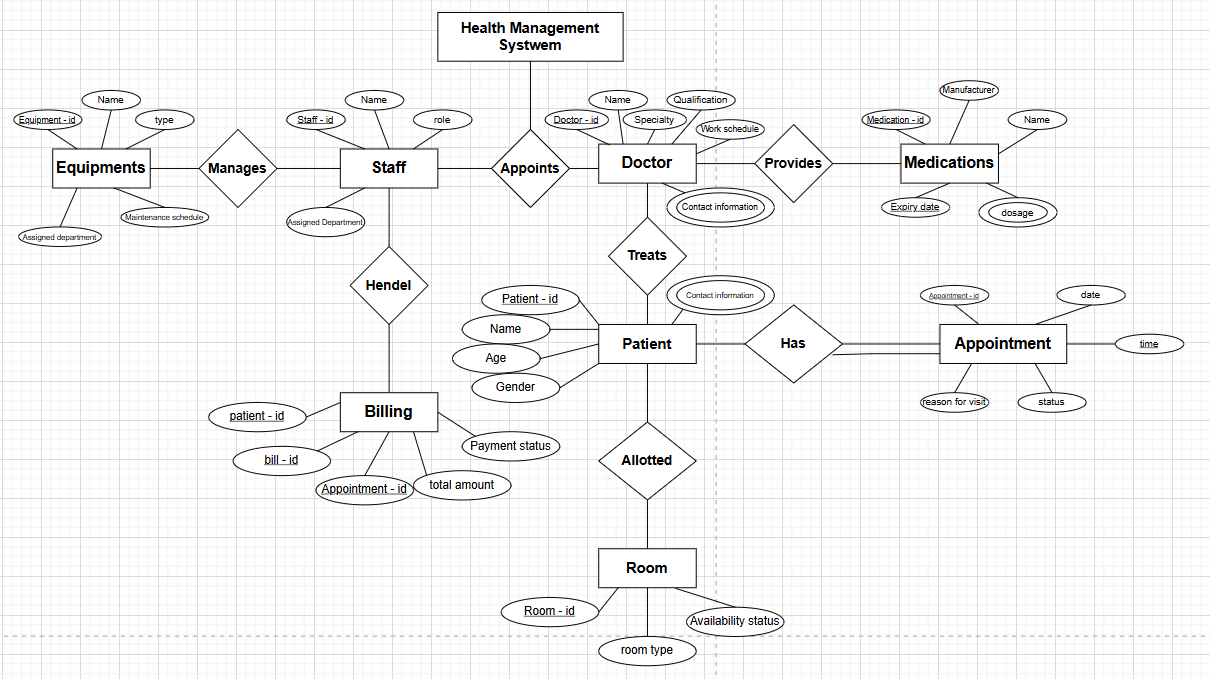 Health Management
Systwem
Equipment - id
Name
type
Staff - id
Name
role
Doctor - id
Name
Specialty
Qualification
Work schedule
Medication - id
Manufacturer
Name
Equipments
Manages
Staff
Appoints
Doctor
Provides
Medications
Assigned department
Maintenance schedule
Assigned Department
Contact information
Expiry date
dosage
Hendel
Treats
Patient - id
Name
Age
Gender
Contact information
Patient
Has
Appointment - id
date
Appointment
time
reason for visit
status
patient - id
Billing
bill - id
Appointment - id
total amount
Payment status
Allotted
Room
Room - id
room type
Availability status